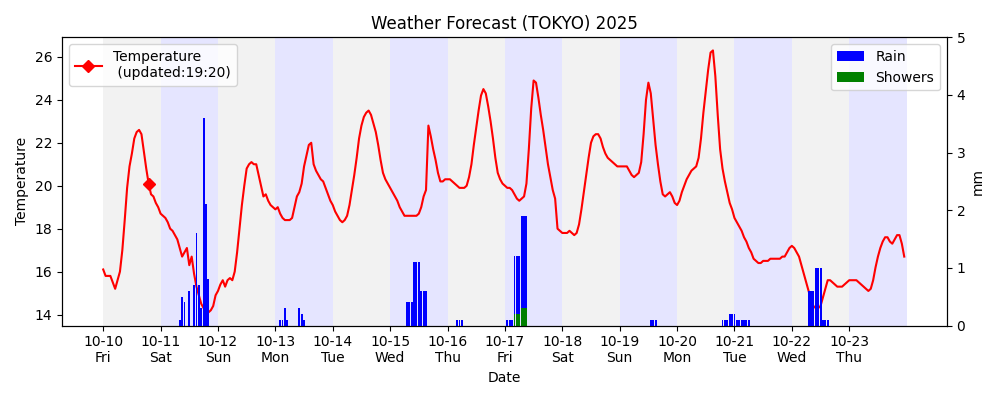 Weather Forecast (TOKYO) 2025
Temperature
(updated:19:20)
Rain
Showers
Temperature
26
24
22
20
18
16
14
5
4
3
2
1
0
mm
10-10 10-11 10-12 10-13 10-14 10-15 10-16 10-17 10-18 10-19 10-20 10-21 10-22 10-23
Fri Sat Sun Mon Tue Wed Thu Fri Sat Sun Mon Tue Wed Thu
Date